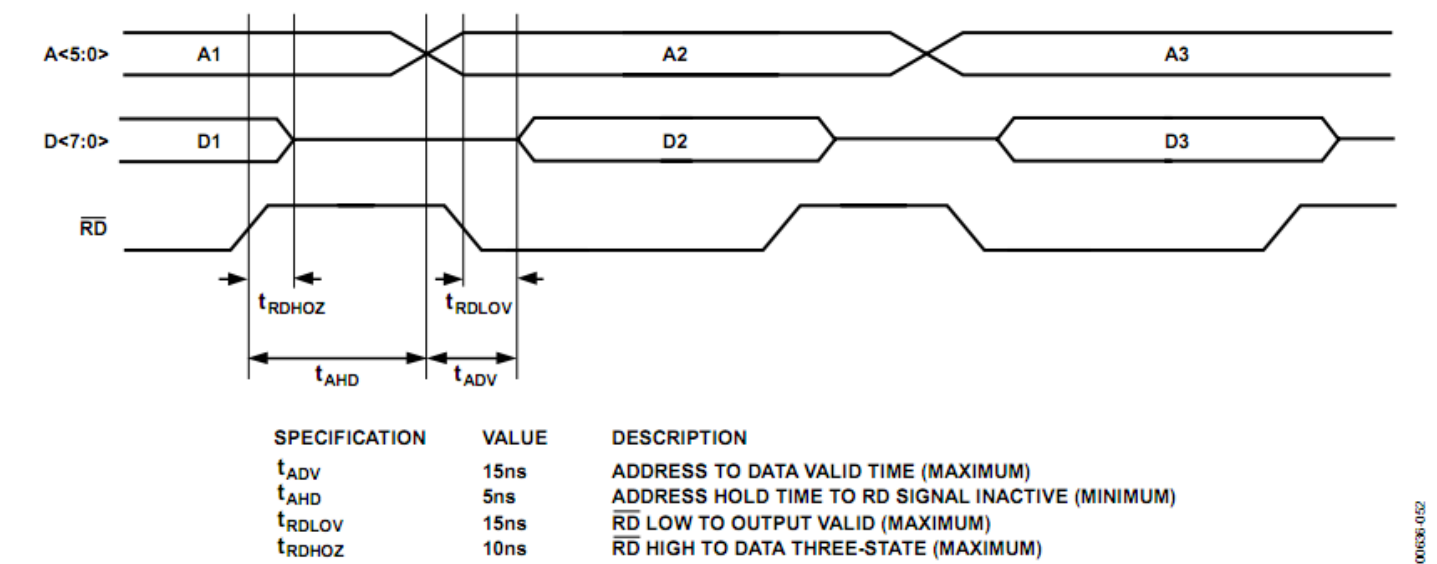 A<5:0> A1 A2 A3
D<7:0> D1 D2 D3
RD
tRDHOZ tRDLOV
tAHD tADV
SPECIFICATION VALUE DESCRIPTION
tADV 15ns ADDRESS TO DATA VALID TIME (MAXIMUM)
tAHD 5ns ADDRESS HOLD TIME TO RD SIGNAL INACTIVE (MINIMUM)
tRDLOV 15ns RD LOW TO OUTPUT VALID (MAXIMUM)
tRDHOZ 10ns RD HIGH TO DATA THREE-STATE (MAXIMUM)
00636-052